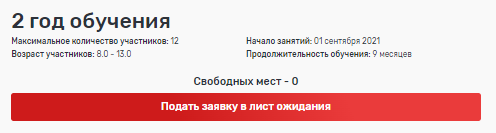 2 год обучения
Максимальное количество участников: 12
Начало занятий: 01 сентября 2021
Возраст участников: 8.0 - 13.0
Продолжительность обучения: 9 месяцев
Свободных мест - 0
Подать заявку в лист ожидания